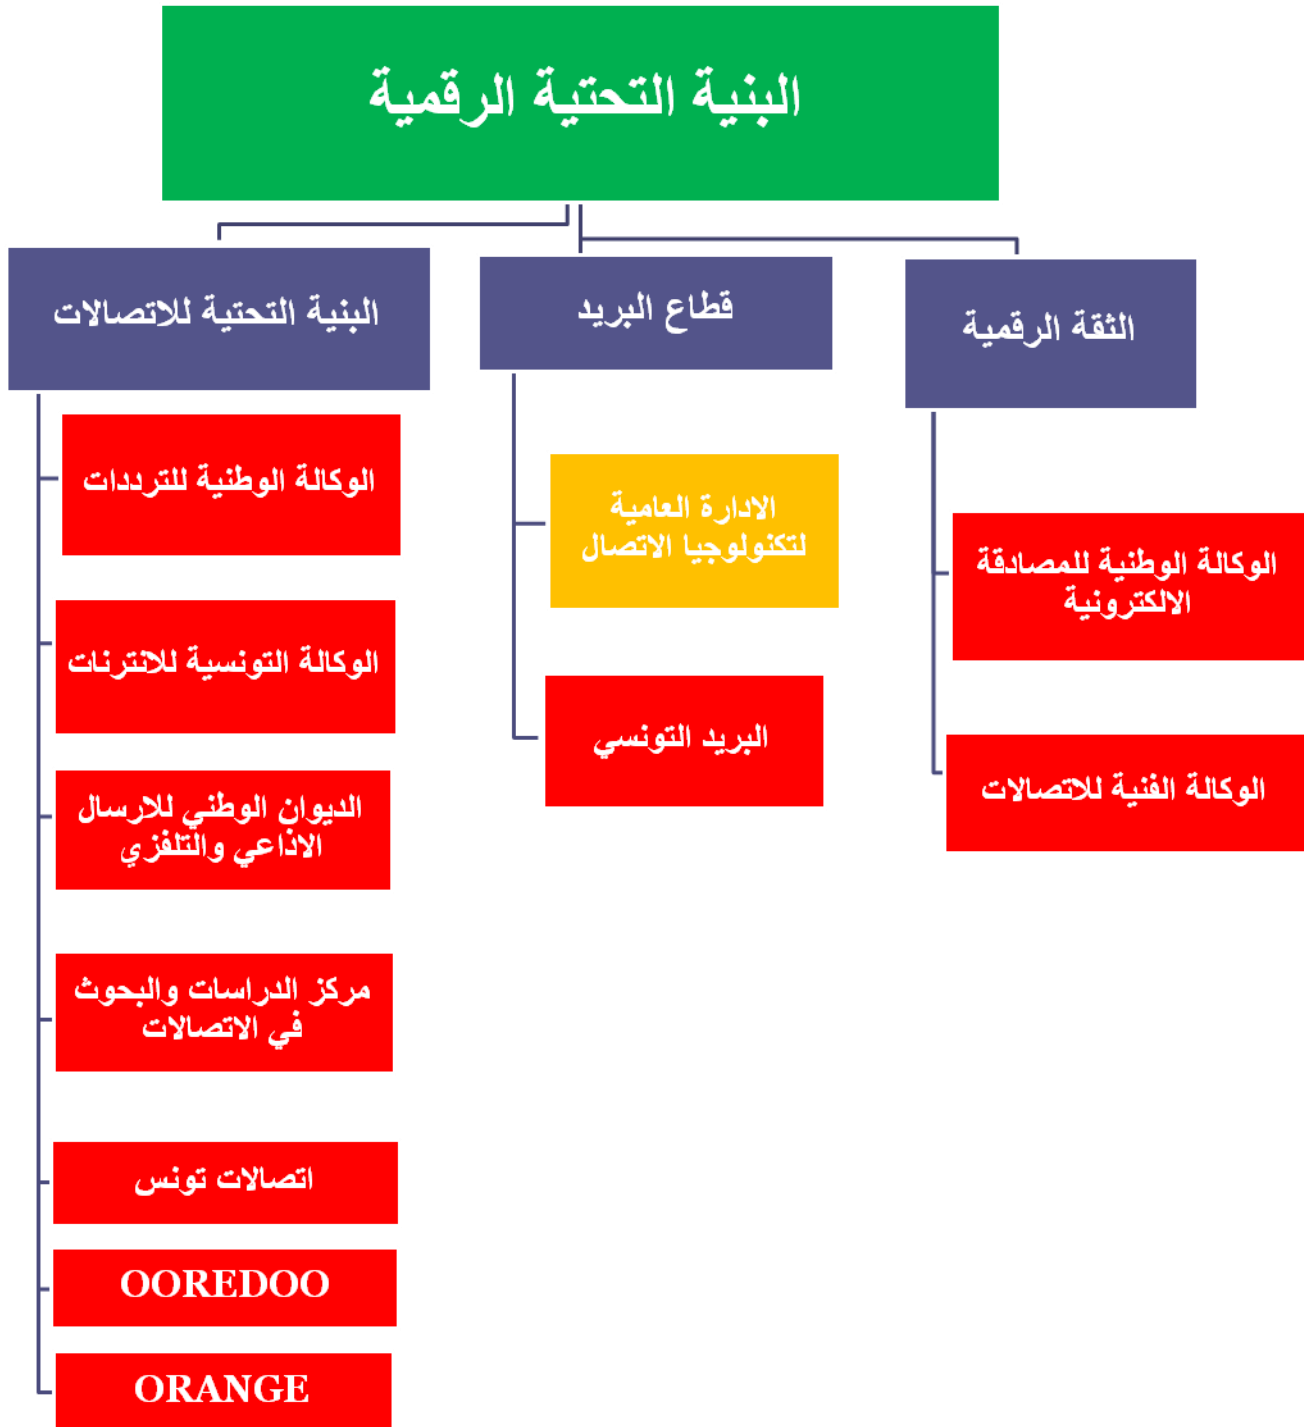 البنية التحتية الرقمية
الثقة الرقمية
الوكالة الوطنية للمصادقة
الالكترونية
الوكالة الفنية للاتصالات
قطاع البريد
الادارة العامية
لتكنولوجيا الاتصال
البريد التونسي
البنية التحتية للاتصالات
الوكالة الوطنية للترددات
الوكالة التونسية للانترنات
الديوان الوطني للارسال
الاذاعي والتلفزي
مركز الدراسات والبحوث
في الاتصالات
اتصالات تونس
OOREDOO
ORANGE